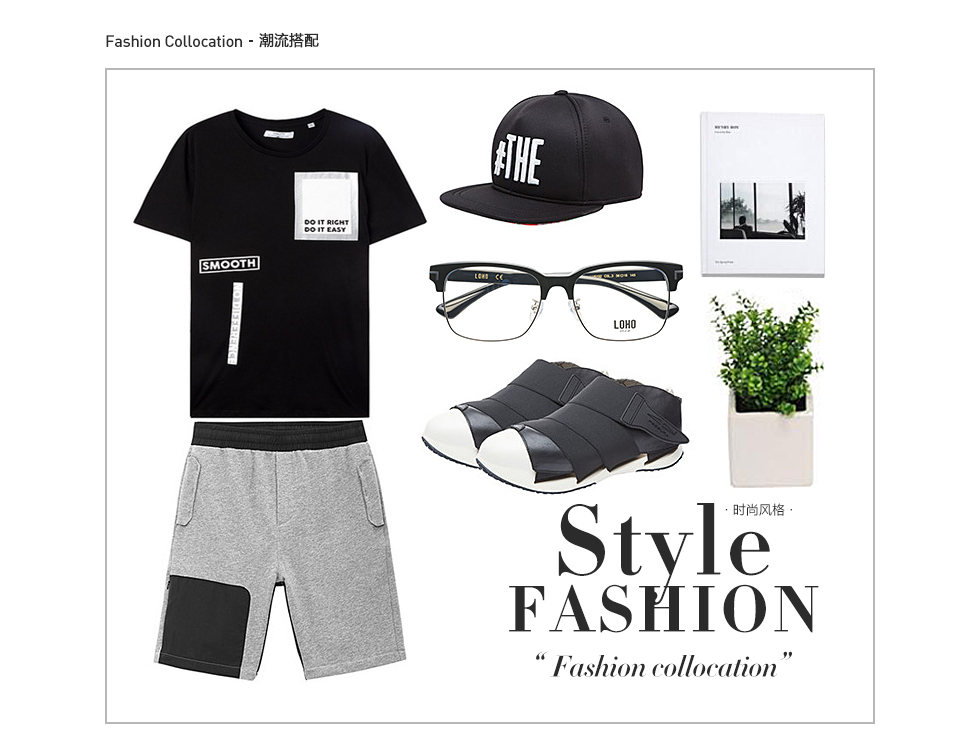 Fashion Collocation - 潮流搭配
DO IT RIGHT
DO IT EASY
SMOOTH
#THE
LOHO
LOHO
· 时尚风格 ·
Style
FASHION
“ Fashion collocation”